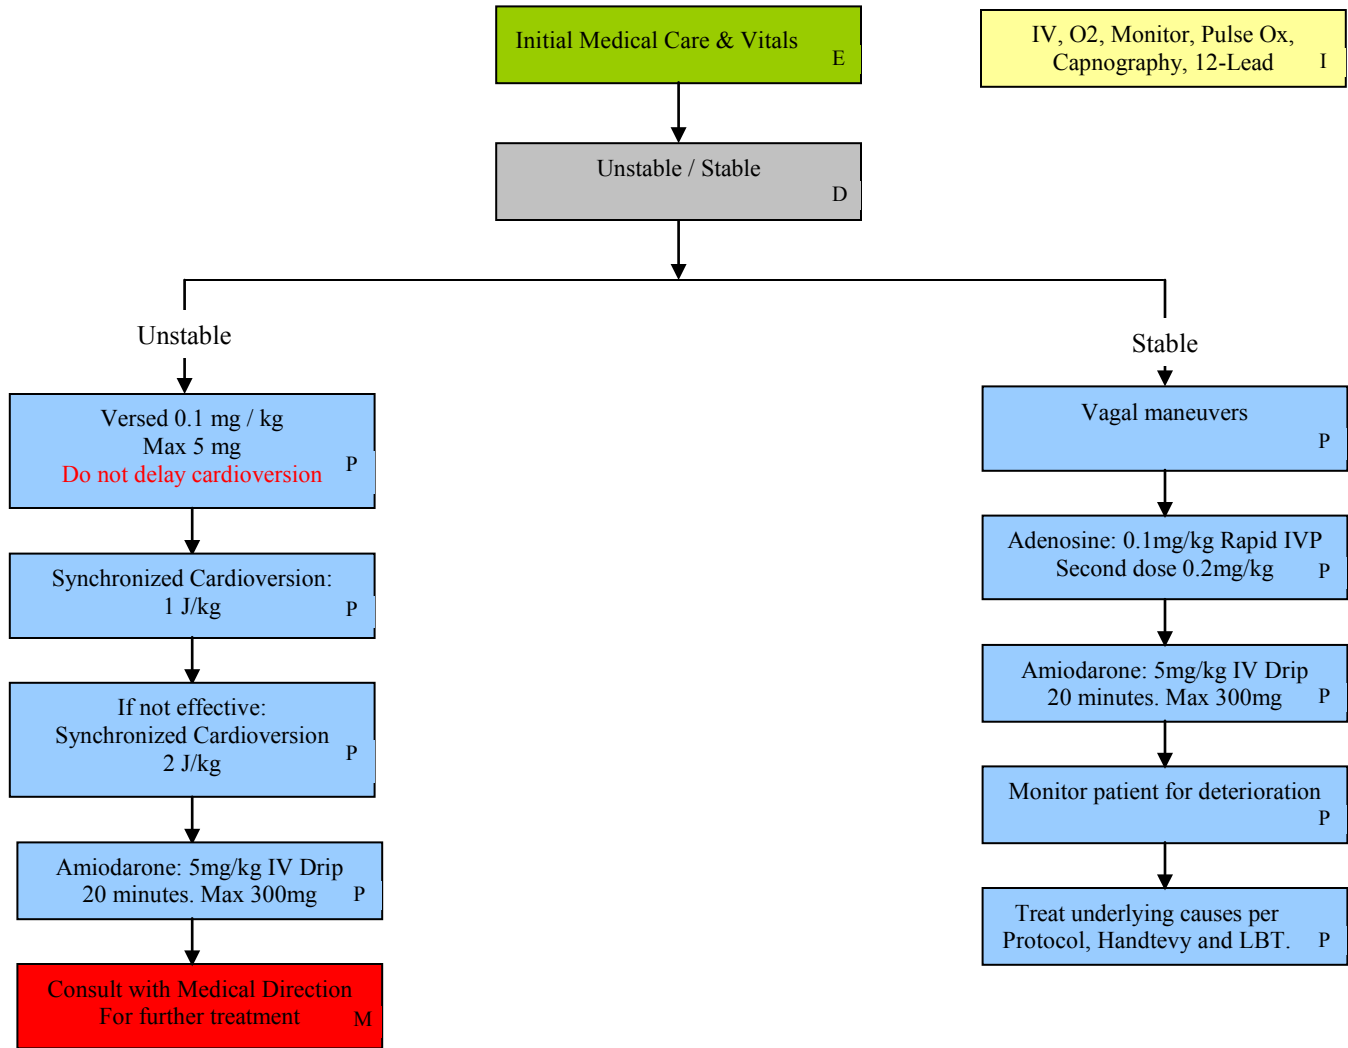 Initial Medical Care & Vitals
E
IV, O2, Monitor, Pulse Ox,
Capnography, 12-Lead
I
Unstable / Stable
D
Unstable
Versed 0.1 mg / kg
Max 5 mg
Do not delay cardioversion
P
Synchronized Cardioversion:
1 J/kg
P
If not effective:
Synchronized Cardioversion
2 J/kg
P
Amiodarone: 5mg/kg IV Drip
20 minutes. Max 300mg
P
Consult with Medical Direction
For further treatment
M
Stable
Vagal maneuvers
P
Adenosine: 0.1mg/kg Rapid IVP
Second dose 0.2mg/kg
P
Amiodarone: 5mg/kg IV Drip
20 minutes. Max 300mg
P
Monitor patient for deterioration
P
Treat underlying causes per
Protocol, Handtevy and LBT.
P